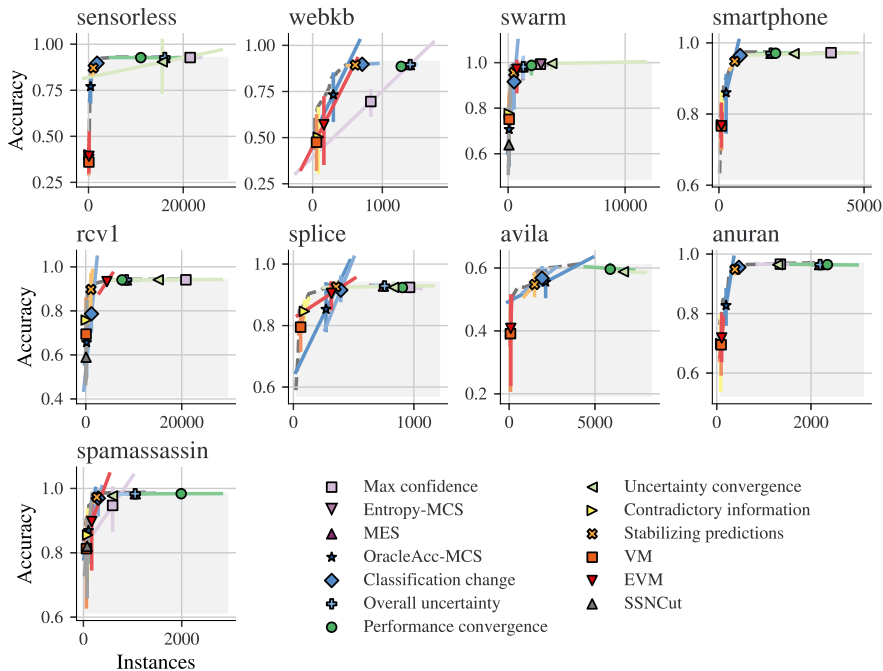 sensorless
webkb
swarm
smartphone
Accuracy
1.00
0.75
0.50
0.25
0
20000
1.00
0.75
0.50
0.25
0
1000
1.0
0.8
0.6
0
10000
1.0
0.8
0.6
0
5000
rcv1
splice
avila
anuran
Accuracy
1.0
0.8
0.6
0.4
0
20000
1.0
0.8
0.6
0
1000
0.6
0.4
0.2
0
5000
1.0
0.8
0.6
0
2000
spamassassin
Accuracy
1.0
0.8
0.6
0
2000
Instances
Max confidence
Entropy-MCS
MES
OracleAcc-MCS
Classification change
Overall uncertainty
Performance convergence
Uncertainty convergence
Contradictory information
Stabilizing predictions
VM
EVM
SSNCut